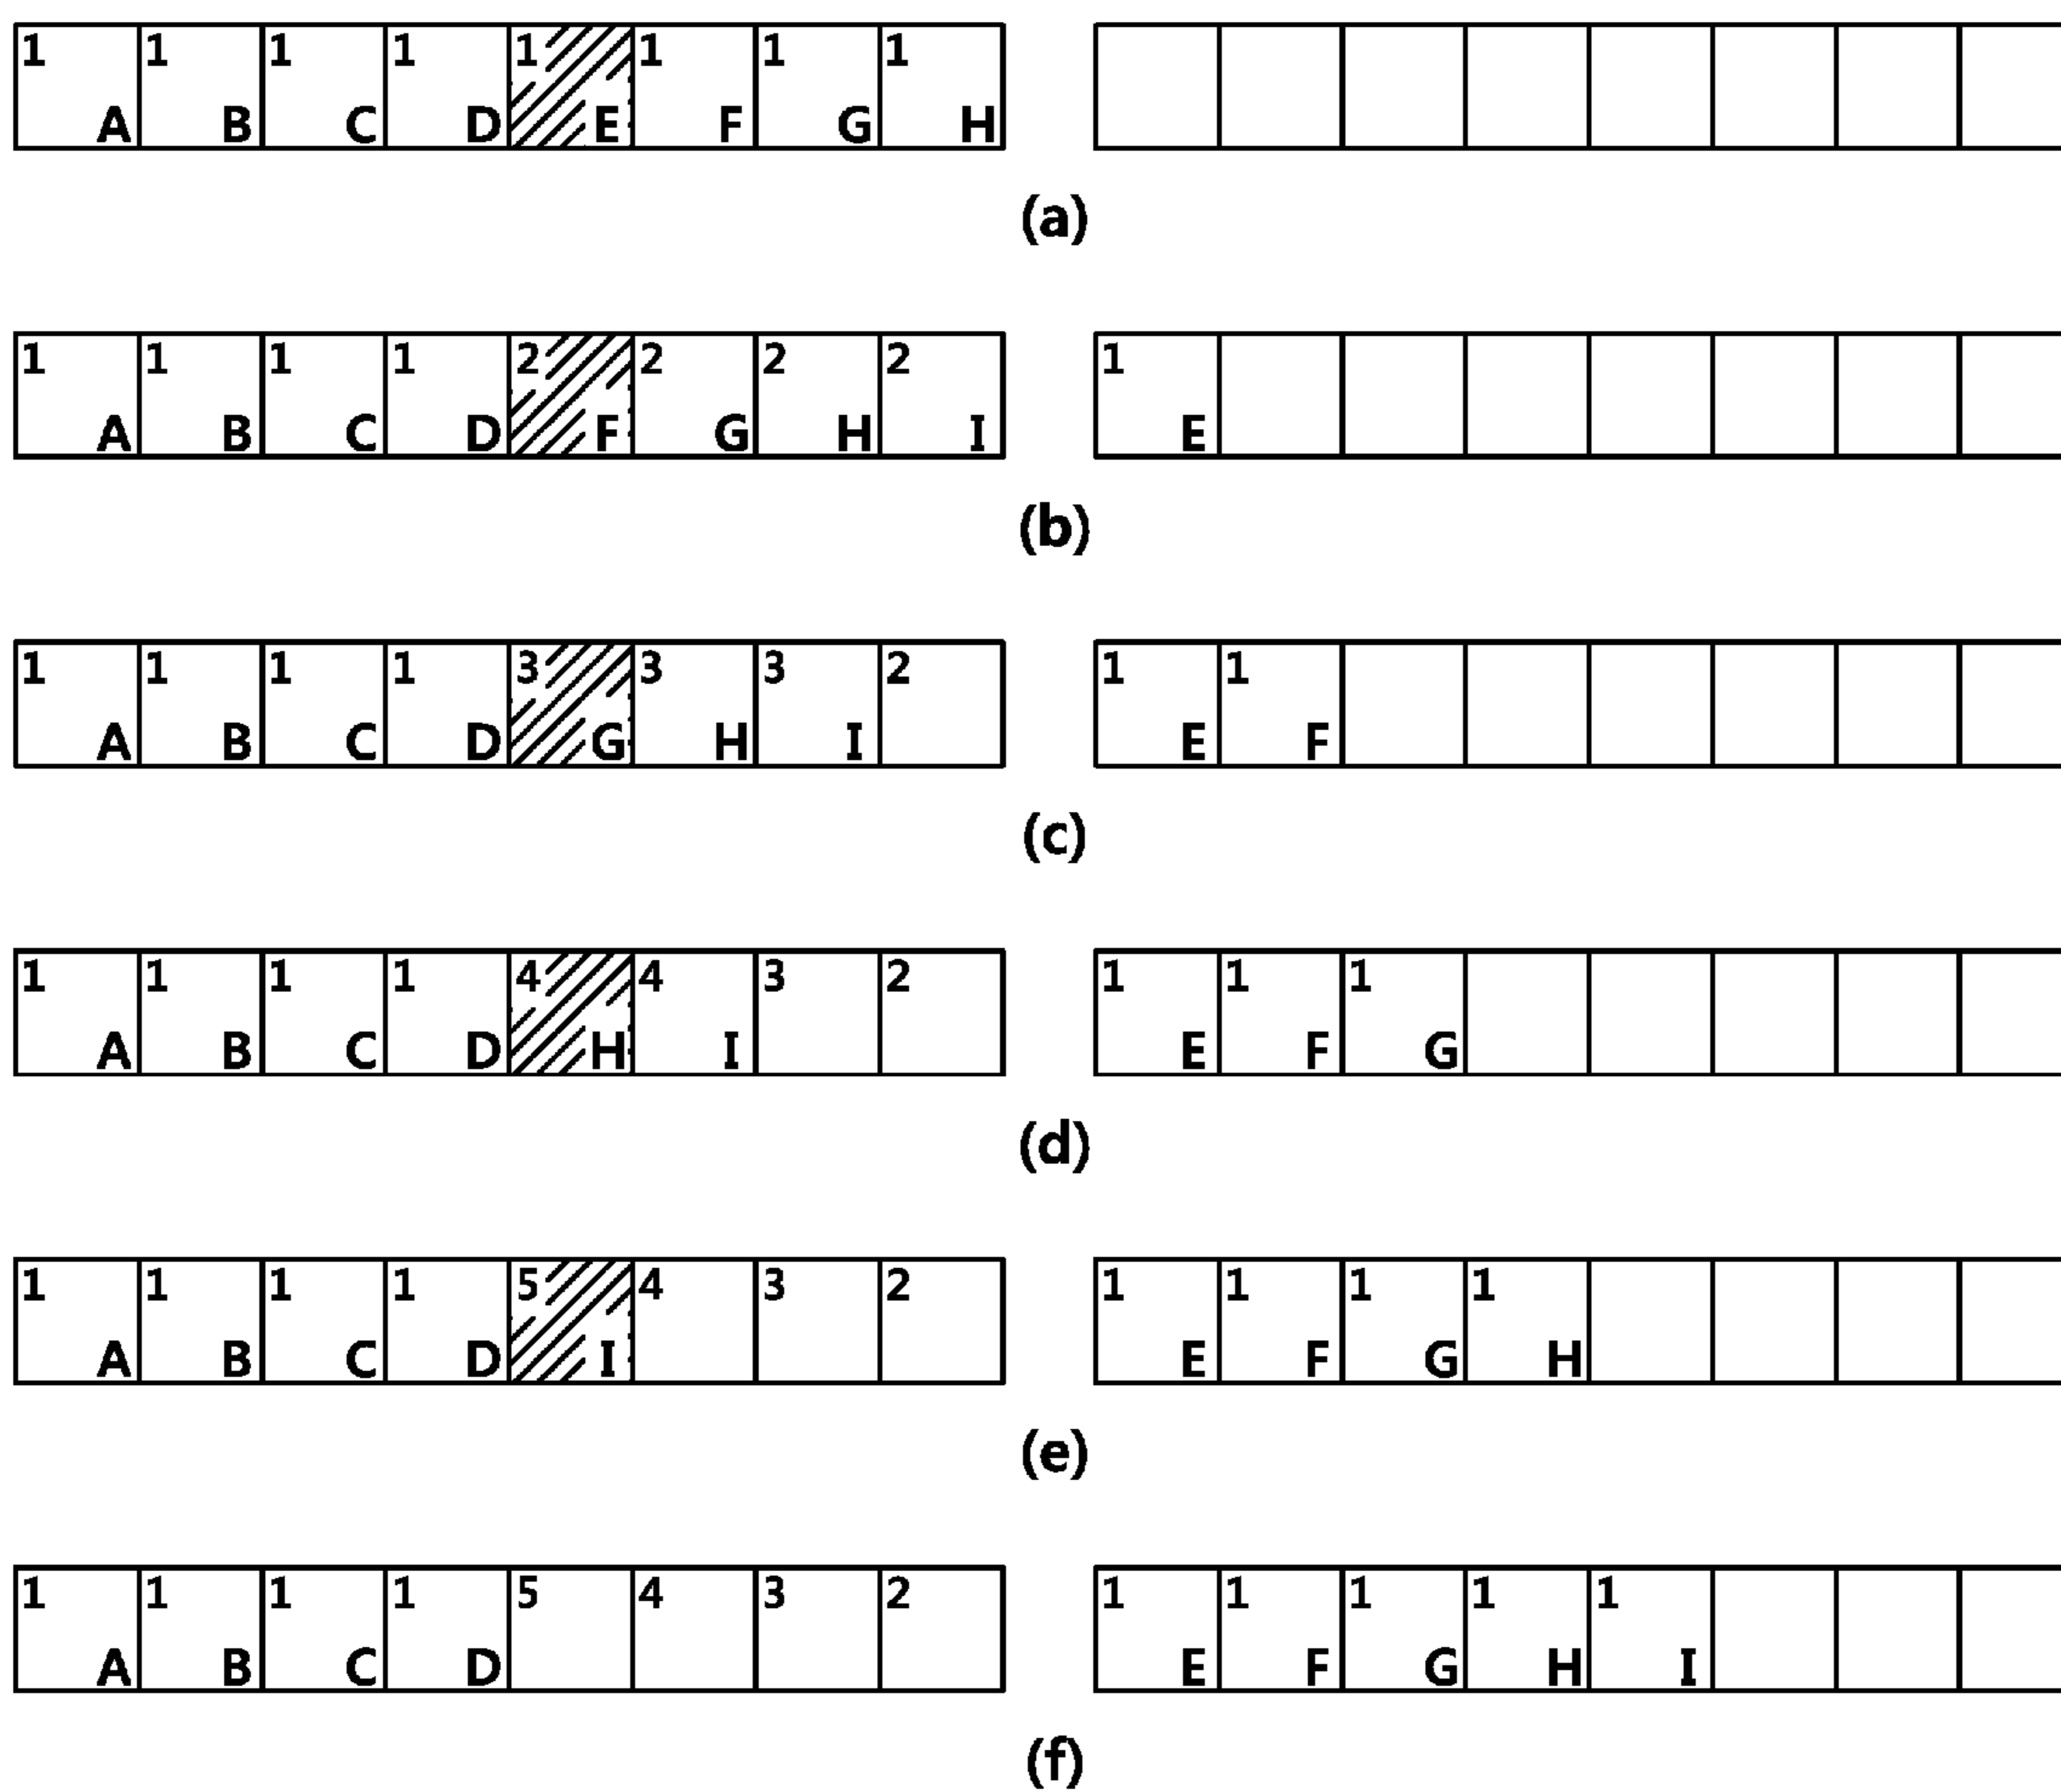 1 1 1 1 1 1 1 1
A B C D E F G H
(a)
1 1 1 1 2 2 2 2 1
A B C D F G H I E
(b)
1 1 1 1 3 3 3 2 1 1
A B C D G H I E F
(c)
1 1 1 1 4 4 3 2 1 1 1
A B C D H I E F G
(d)
1 1 1 1 5 4 3 2 1 1 1 1
A B C D I E F G H
(e)
1 1 1 1 5 4 3 2 1 1 1 1 1
A B C D E F G H I
(f)